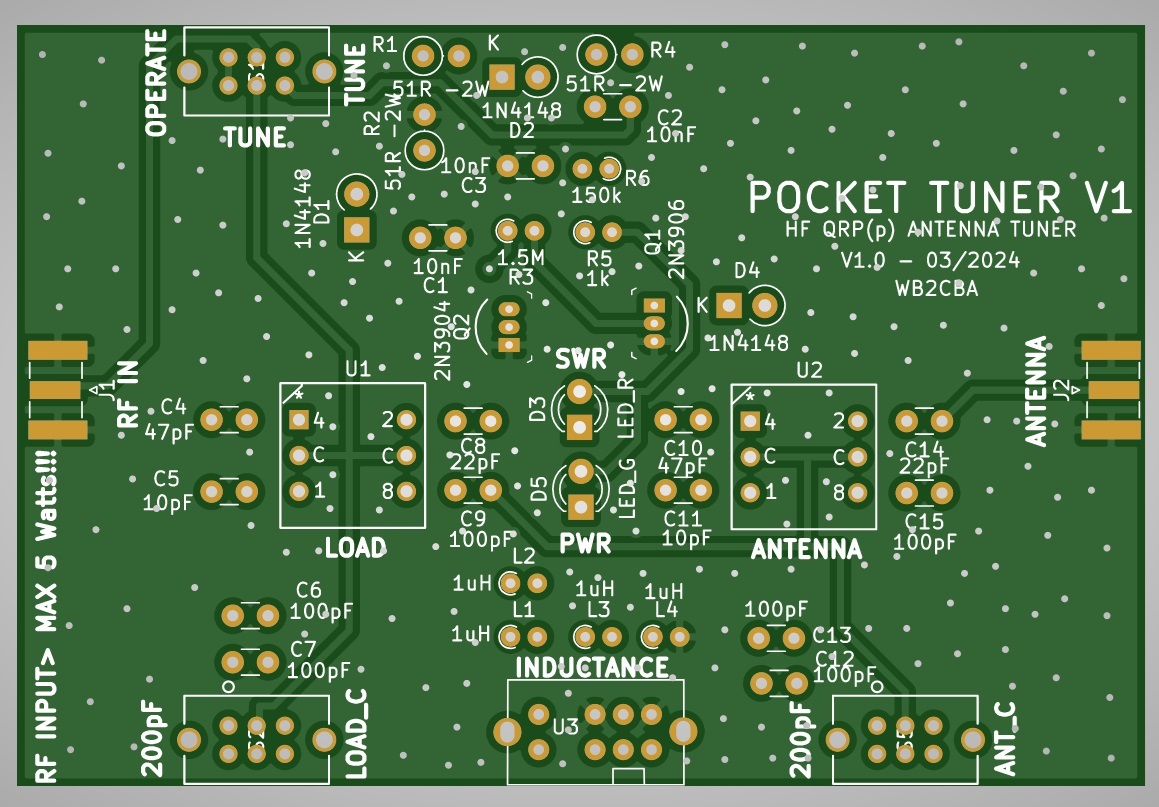 OPERATE
S1
TUNE
TUNE
R1
K
R4
51R -2W
51R -2W
1N4148
D2
R2
51R -2W
C2
10nF
10nF
C3
R6
150k
1N4148
D1
K
10nF
C1
1.5M
R3
R5
1k
Q1
2N3906
POCKET TUNER V1
HF QRP(p) ANTENNA TUNER
V1.0 - 03/2024
WB2CBA
D4
K
1N4148
2N3904
Q2
SWR
J1
RF IN
U1
*
4
2
C
C
1
8
LOAD
C4
47pF
C5
10pF
C8
22pF
C9
100pF
D3
LED_R
D5
LED_G
PWR
C10
47pF
C11
10pF
U2
*
4
2
C
C
1
8
ANTENNA
C14
22pF
C15
100pF
ANTENNA
J2
RF INPUT> MAX 5 Watts!!!
L2
1uH
1uH
L1
1uH
L3
1uH
L4
INDUCTANCE
U3
C6
100pF
C7
100pF
200pF
S2
LOAD_C
100pF
C13
C12
100pF
200pF
S5
ANT_C